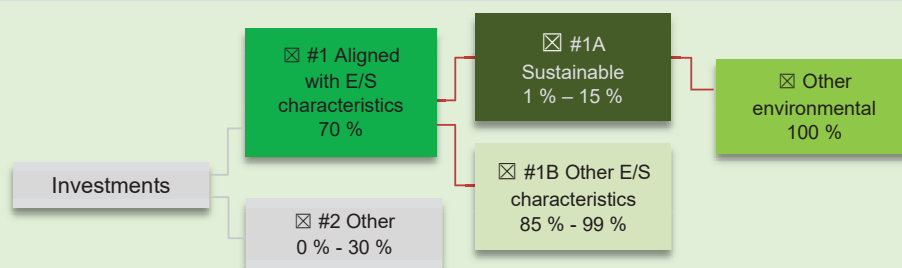 Investments
☒ #1 Aligned
with E/S
characteristics
70 %
☒ #2 Other
0 % - 30 %
☒ #1A
Sustainable
1 % – 15 %
☒ #1B Other E/S
characteristics
85 % - 99 %
☒ Other
environmental
100 %